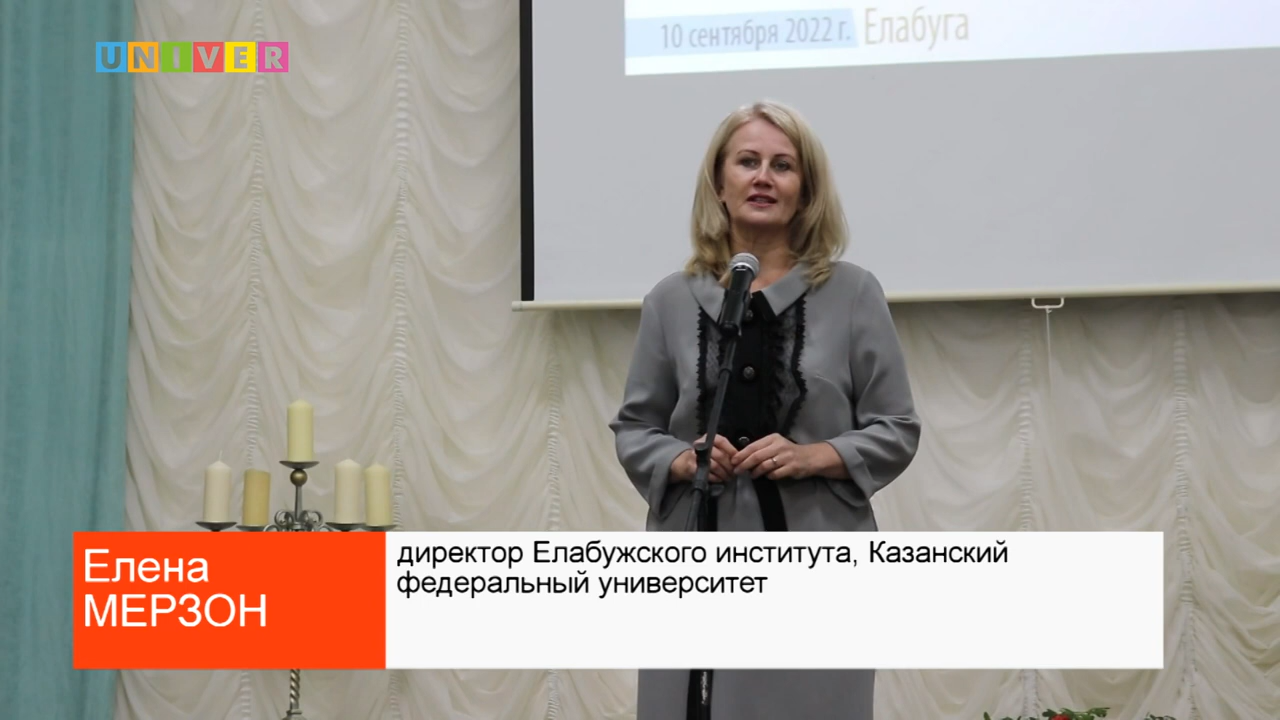 UNIVER
10 сентября 2022 г. Елабуга
Елена
МЕРЗОН
директор Елабужского института, Казанский
федеральный университет